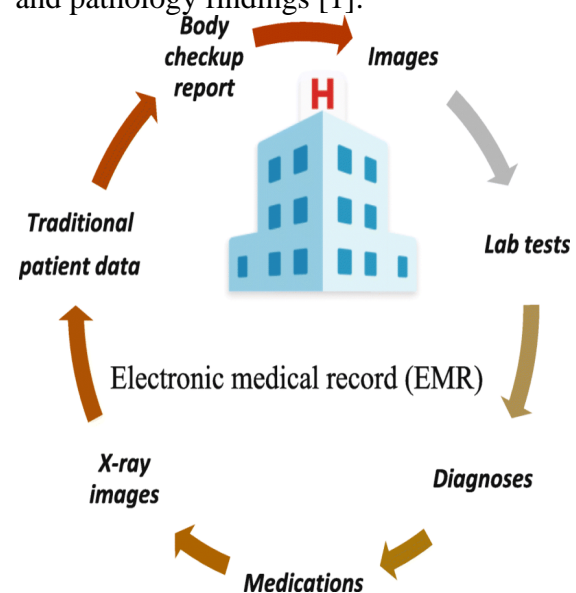 and pathology findings [1].
Body
checkup
report
Images
H
Traditional
patient data
Lab tests
Electronic medical record (EMR)
X-ray
images
Diagnoses
Medications